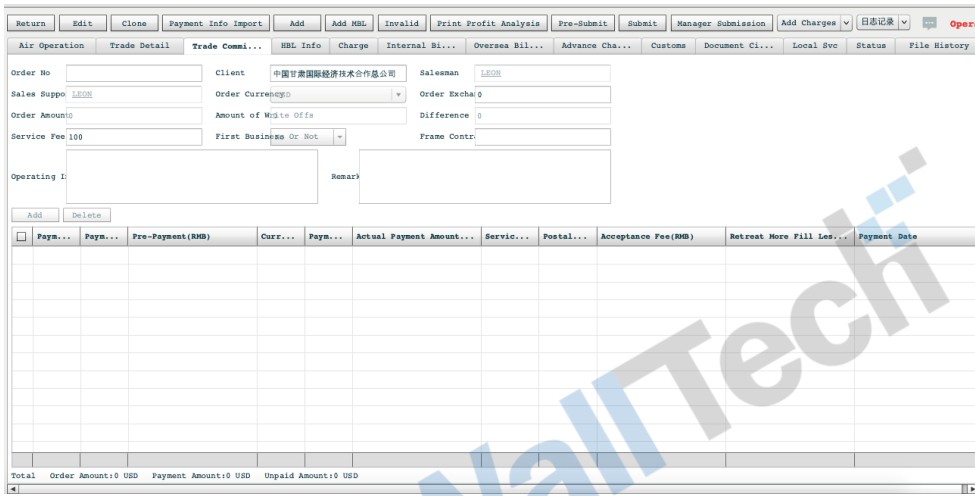 Return Edit Clone Payment Info Import Add Add MBL Invalid Print Profit Analysis Pre-Submit Submit Manager Submission Add Charges 日志记录 Oper
Air Operation Trade Detail Trade Commi... HBL Info Charge Internal Bi... Oversea Bil... Advance Cha... Customs Document Ci... Local Svc Status File History
Order No Client 中国甘肃国际经济技术合作总公司 Salesman LEON
Sales Suppo LEON Order Currency Order Excha 0
Order Amount 0 Amount of Write Offs Difference 0
Service Fee 100 First Business Or Not Frame Contr
Operating I Remark
Add Delete
Paym... Paym... Pre-Payment(RMB) Curr... Paym... Actual Payment Amount... Servic... Postal... Acceptance Fee(RMB) Retreat More Fill Les... Payment Date
Total Order Amount:0 USD Payment Amount:0 USD Unpaid Amount:0 USD
WallTech